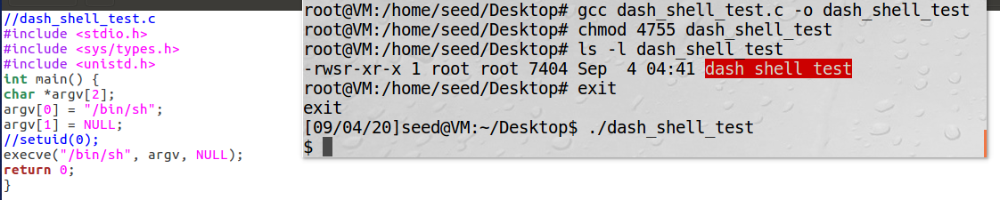 //dash_shell_test.c
#include <stdio.h>
#include <sys/types.h>
#include <unistd.h>
int main() {
char *argv[2];
argv[0] = "/bin/sh";
argv[1] = NULL;
//setuid(0);
execve("/bin/sh", argv, NULL);
return 0;
}
root@VM:/home/seed/Desktop# gcc dash_shell_test.c -o dash_shell_test
root@VM:/home/seed/Desktop# chmod 4755 dash_shell_test
root@VM:/home/seed/Desktop# ls -l dash_shell_test
-rwsr-xr-x 1 root root 7404 Sep  4 04:41 dash_shell_test
root@VM:/home/seed/Desktop# exit
exit
[09/04/20]seed@VM:~/Desktop$ ./dash_shell_test
$